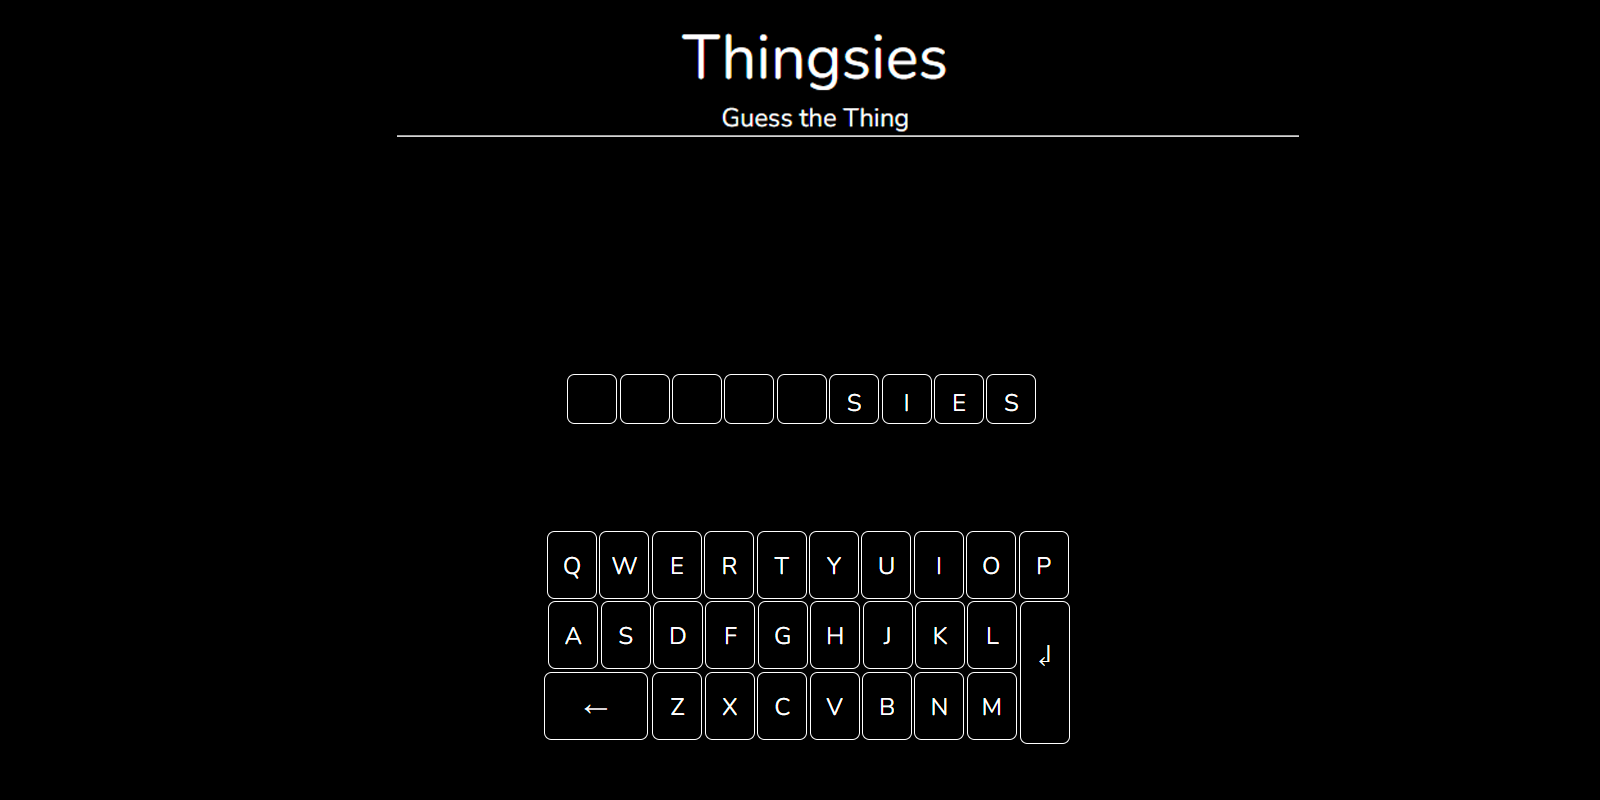 Thingsies
Guess the Thing
S I E S
Q W E R T Y U I O P
A S D F G H J K L ↲
← Z X C V B N M